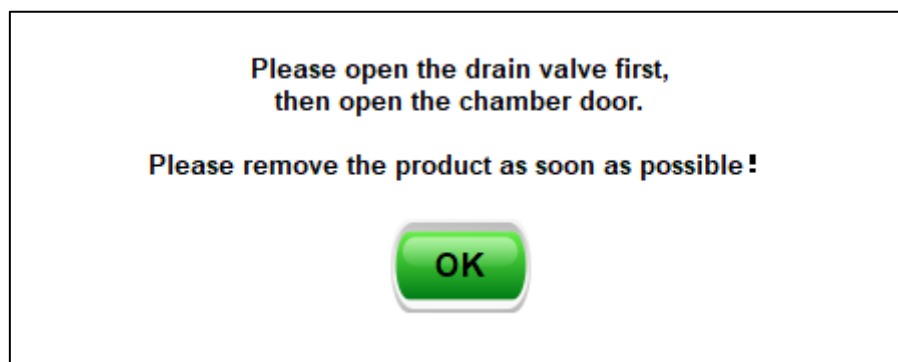 Please open the drain valve first,
then open the chamber door.
Please remove the product as soon as possible!
OK